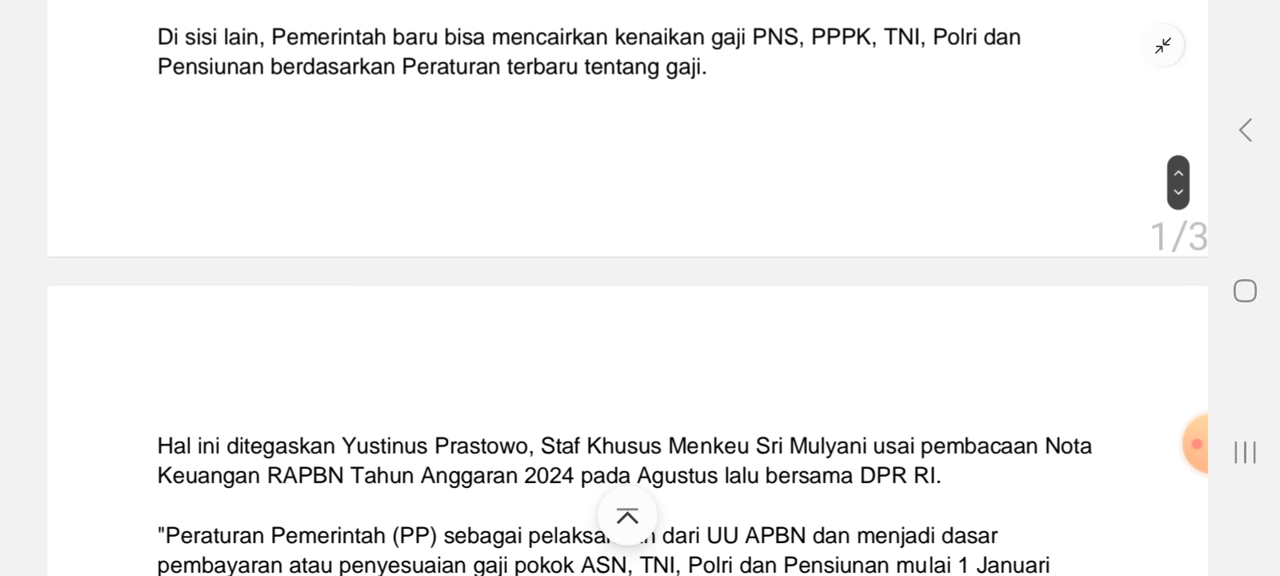 Di sisi lain, Pemerintah baru bisa mencairkan kenaikan gaji PNS, PPPK, TNI, Polri dan
Pensiunan berdasarkan Peraturan terbaru tentang gaji.
1/3
Hal ini ditegaskan Yustinus Prastowo, Staf Khusus Menkeu Sri Mulyani usai pembacaan Nota
Keuangan RAPBN Tahun Anggaran 2024 pada Agustus lalu bersama DPR RI.
"Peraturan Pemerintah (PP) sebagai dari UU APBN dan menjadi dasar
pembayaran atau penyesuaian gaji pokok ASN, TNI, Polri dan Pensiunan mulai 1 Januari